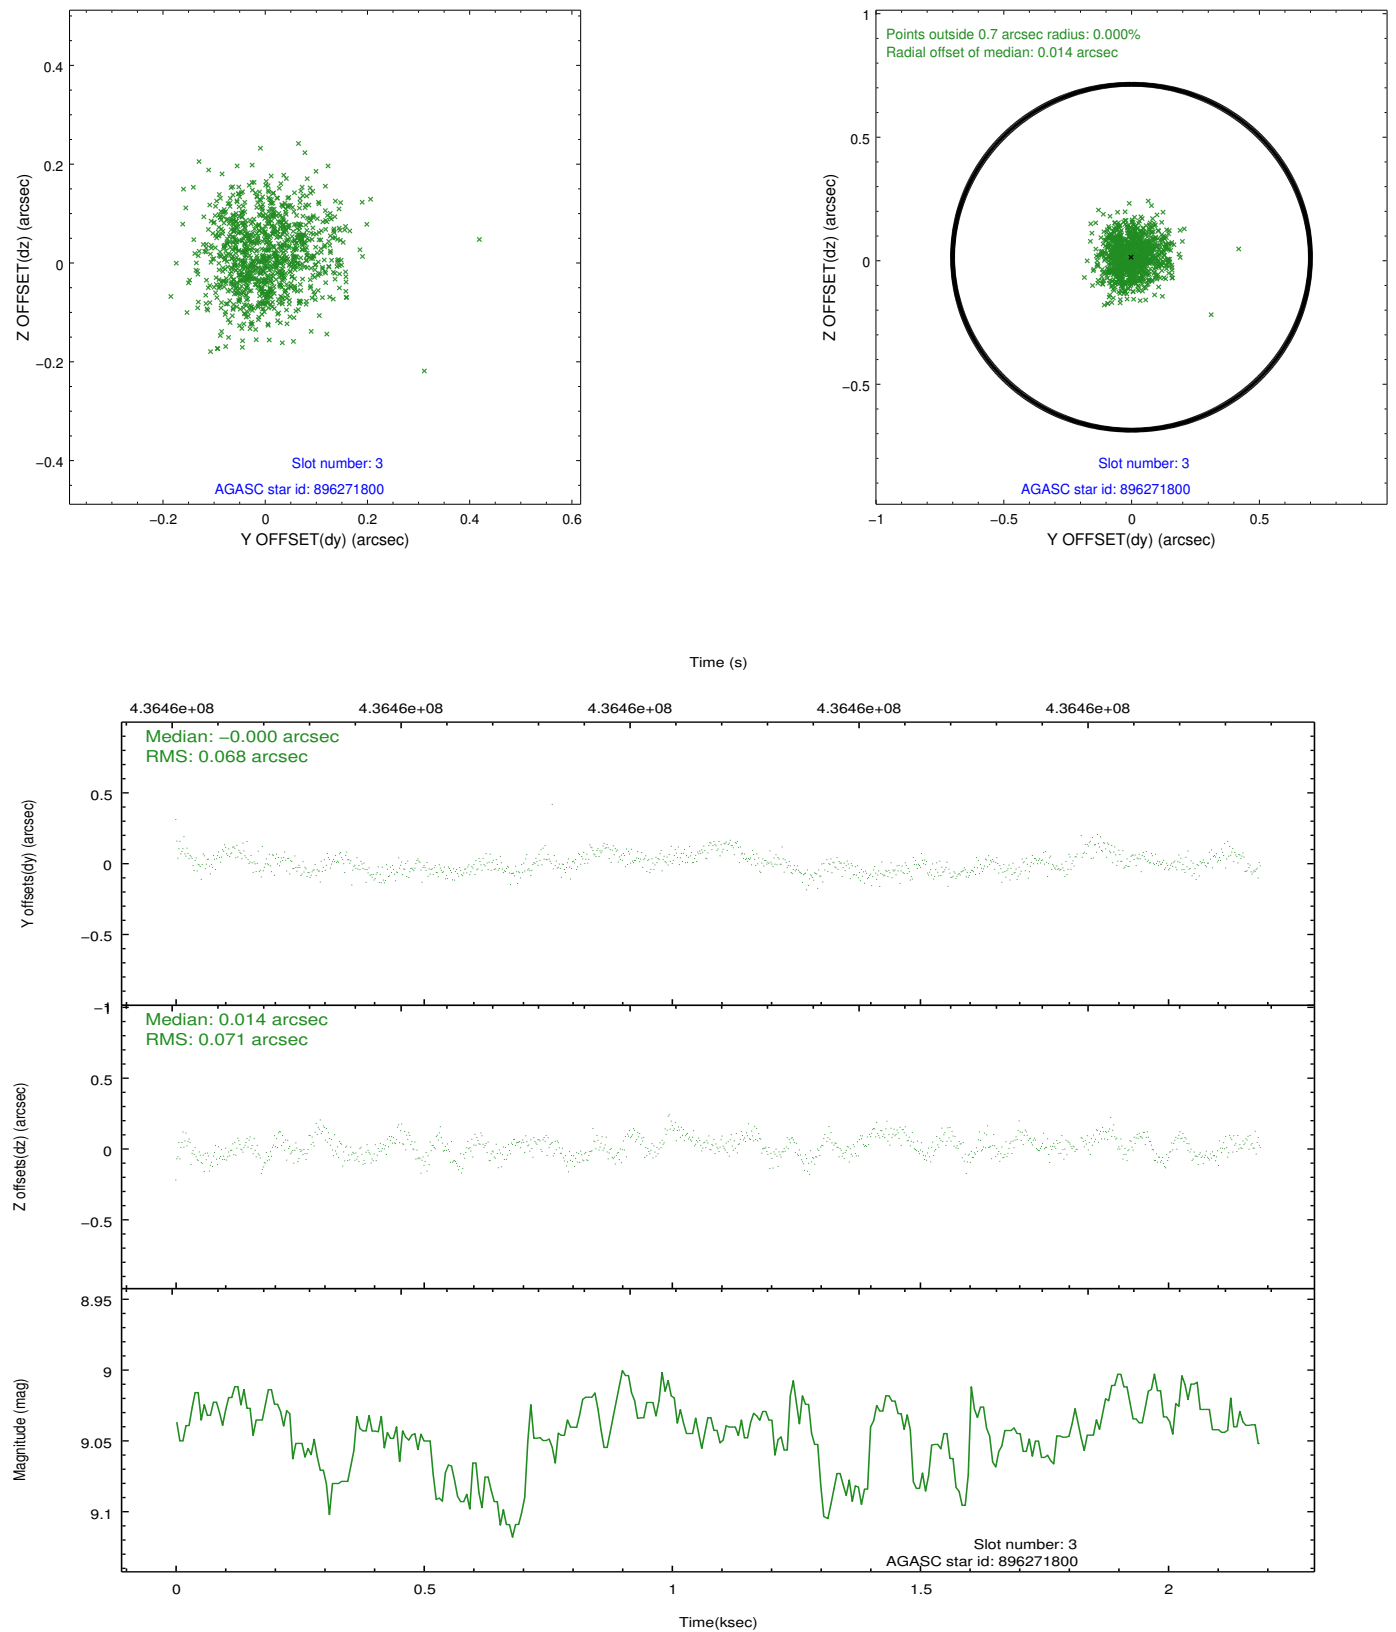 0.4
0.2
0
−0.2
−0.4
Z OFFSET(dz) (arcsec)
Slot number: 3
AGASC star id: 896271800
−0.2
0
0.2
0.4
0.6
Y OFFSET(dy) (arcsec)
Points outside 0.7 arcsec radius: 0.000%
Radial offset of median: 0.014 arcsec
1
0.5
0
−0.5
Z OFFSET(dz) (arcsec)
Slot number: 3
AGASC star id: 896271800
−1
−0.5
0
0.5
Y OFFSET(dy) (arcsec)
Time (s)
4.3646e+08
4.3646e+08
4.3646e+08
4.3646e+08
4.3646e+08
Median: −0.000 arcsec
RMS: 0.068 arcsec
0.5
0
−0.5
−1
Y offsets(dy) (arcsec)
1
Median: 0.014 arcsec
RMS: 0.071 arcsec
0.5
0
−0.5
Z offsets(dz) (arcsec)
8.95
9
9.05
9.1
Magnitude (mag)
Slot number: 3
AGASC star id: 896271800
0
0.5
1
1.5
2
Time(ksec)